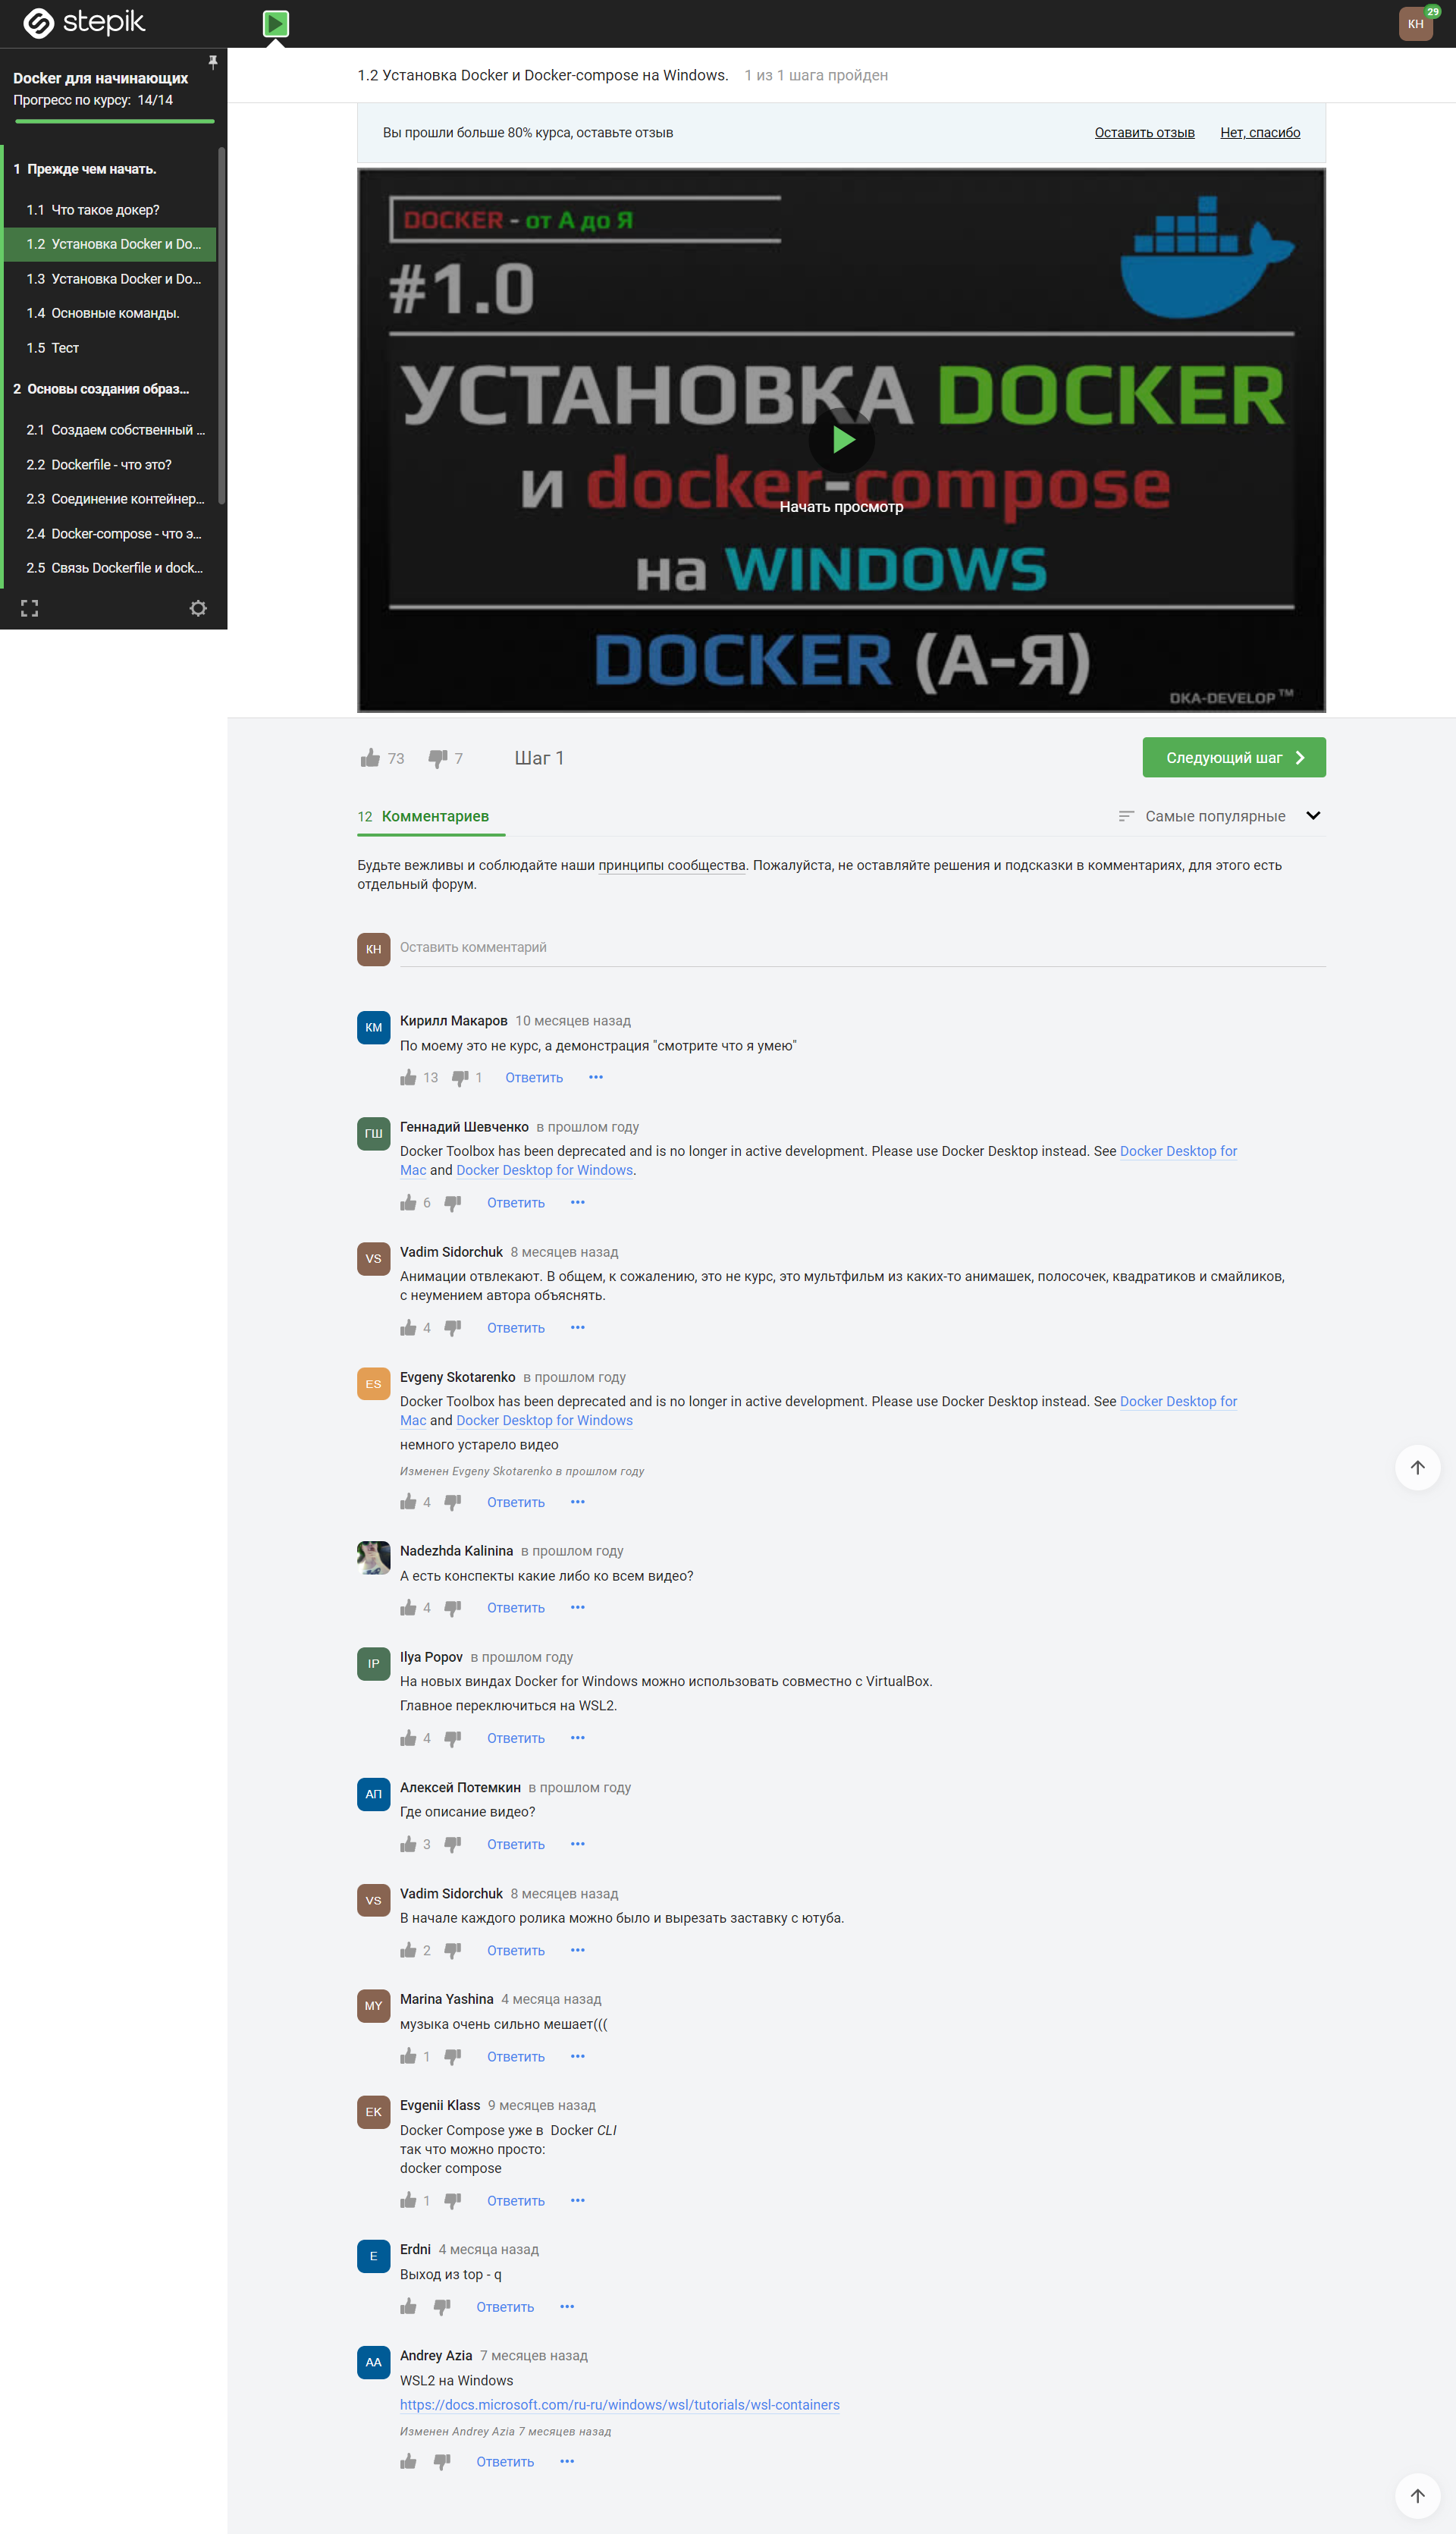 stepik
КН
29
Docker для начинающих
Прогресс по курсу: 14/14
1 Прежде чем начать.
1.1 Что такое докер?
1.2 Установка Docker и Do...
1.3 Установка Docker и Do...
1.4 Основные команды.
1.5 Тест
2 Основы создания образ...
2.1 Создаем собственный ...
2.2 Dockerfile - что это?
2.3 Соединение контейнер...
2.4 Docker-compose - что э...
2.5 Связь Dockerfile и dock...
1.2 Установка Docker и Docker-compose на Windows. 1 из 1 шага пройден
Вы прошли больше 80% курса, оставьте отзыв Оставить отзыв Нет, спасибо
DOCKER - от А до Я
#1.0
УСТАНОВКА DOCKER
и docker-compose
Начать просмотр
на WINDOWS
DOCKER (А-Я)
DKA-DEVELOP™
73 7 Шаг 1 Следующий шаг
12 Комментариев Самые популярные
Будьте вежливы и соблюдайте наши принципы сообщества. Пожалуйста, не оставляйте решения и подсказки в комментариях, для этого есть
отдельный форум.
КН Оставить комментарий
КМ Кирилл Макаров 10 месяцев назад
По моему это не курс, а демонстрация "смотрите что я умею"
13 1 Ответить
ГШ Геннадий Шевченко в прошлом году
Docker Toolbox has been deprecated and is no longer in active development. Please use Docker Desktop instead. See Docker Desktop for
Mac and Docker Desktop for Windows.
6 Ответить
VS Vadim Sidorchuk 8 месяцев назад
Анимации отвлекают. В общем, к сожалению, это не курс, это мультфильм из каких-то анимашек, полосочек, квадратиков и смайликов,
с неумением автора объяснять.
4 Ответить
ES Evgeny Skotarenko в прошлом году
Docker Toolbox has been deprecated and is no longer in active development. Please use Docker Desktop instead. See Docker Desktop for
Mac and Docker Desktop for Windows
немного устарело видео
Изменен Evgeny Skotarenko в прошлом году
4 Ответить
Nadezhda Kalinina в прошлом году
А есть конспекты какие либо ко всем видео?
4 Ответить
IP Ilya Popov в прошлом году
На новых виндах Docker for Windows можно использовать совместно с VirtualBox.
Главное переключиться на WSL2.
4 Ответить
АП Алексей Потемкин в прошлом году
Где описание видео?
3 Ответить
VS Vadim Sidorchuk 8 месяцев назад
В начале каждого ролика можно было и вырезать заставку с ютуба.
2 Ответить
MY Marina Yashina 4 месяца назад
музыка очень сильно мешает(((
1 Ответить
EK Evgenii Klass 9 месяцев назад
Docker Compose уже в Docker CLI
так что можно просто:
docker compose
1 Ответить
E Erdni 4 месяца назад
Выход из top - q
Ответить
AA Andrey Azia 7 месяцев назад
WSL2 на Windows
https://docs.microsoft.com/ru-ru/windows/wsl/tutorials/wsl-containers
Изменен Andrey Azia 7 месяцев назад
Ответить